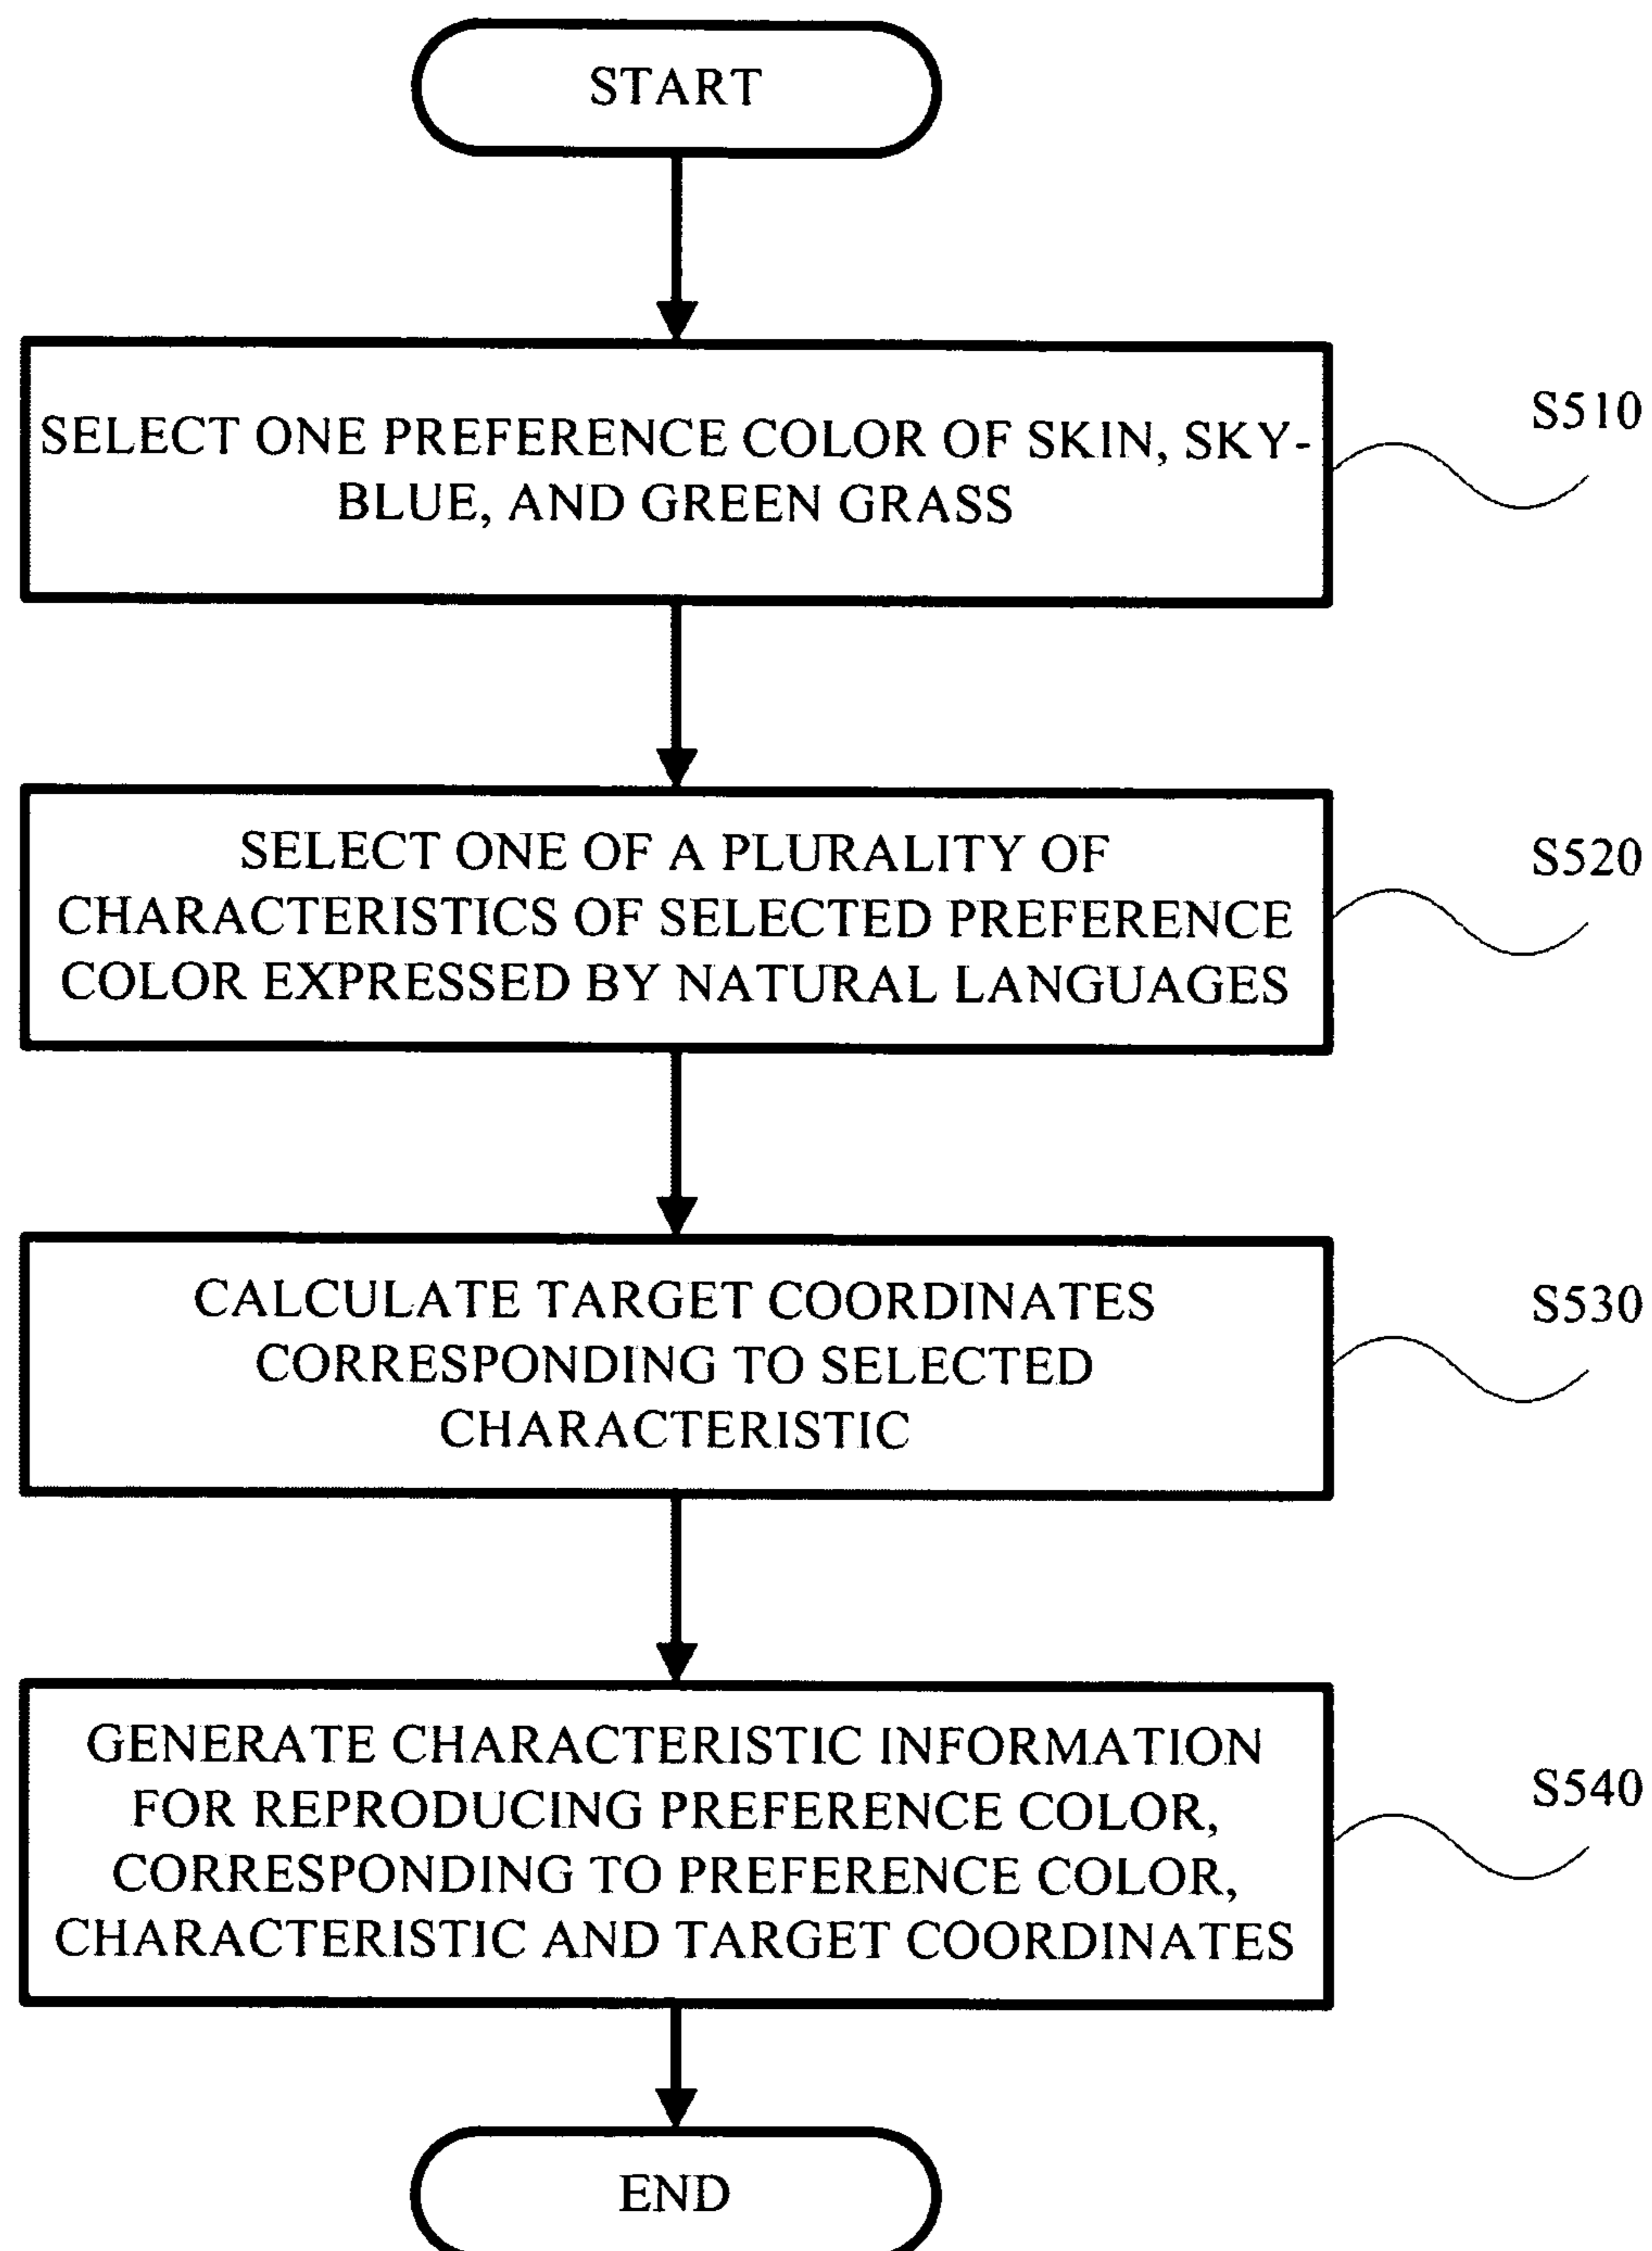 START
SELECT ONE PREFERENCE COLOR OF SKIN, SKY-
BLUE, AND GREEN GRASS
S510
SELECT ONE OF A PLURALITY OF
CHARACTERISTICS OF SELECTED PREFERENCE
COLOR EXPRESSED BY NATURAL LANGUAGES
S520
CALCULATE TARGET COORDINATES
CORRESPONDING TO SELECTED
CHARACTERISTIC
S530
GENERATE CHARACTERISTIC INFORMATION
FOR REPRODUCING PREFERENCE COLOR,
CORRESPONDING TO PREFERENCE COLOR,
CHARACTERISTIC AND TARGET COORDINATES
S540
END